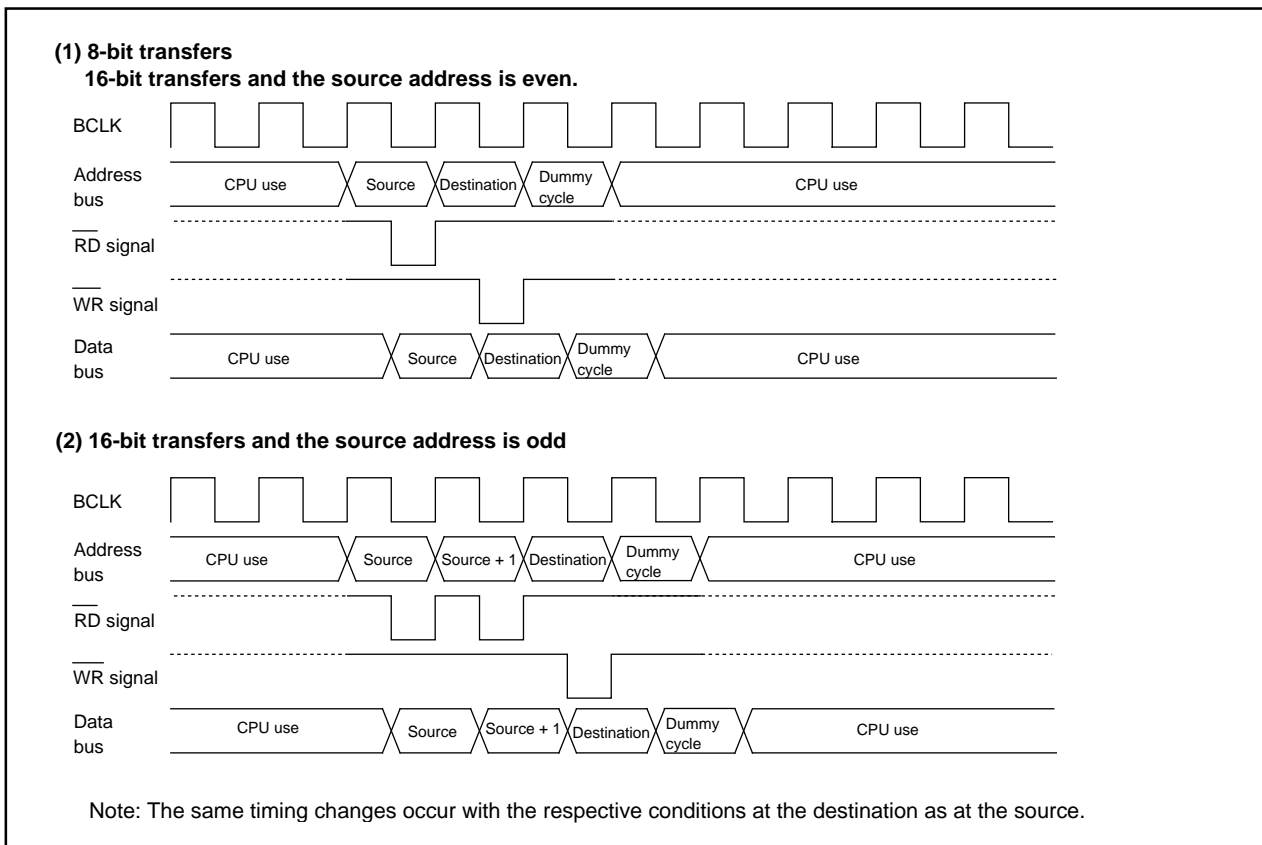 (1) 8-bit transfers
16-bit transfers and the source address is even.
BCLK
Address
bus
CPU use
Source
Destination
Dummy
cycle
CPU use
RD signal
WR signal
Data
bus
CPU use
Source
Destination
Dummy
cycle
CPU use
(2) 16-bit transfers and the source address is odd
BCLK
Address
bus
CPU use
Source
Source + 1
Destination
Dummy
cycle
CPU use
RD signal
WR signal
Data
bus
CPU use
Source
Source + 1
Destination
Dummy
cycle
CPU use
Note: The same timing changes occur with the respective conditions at the destination as at the source.